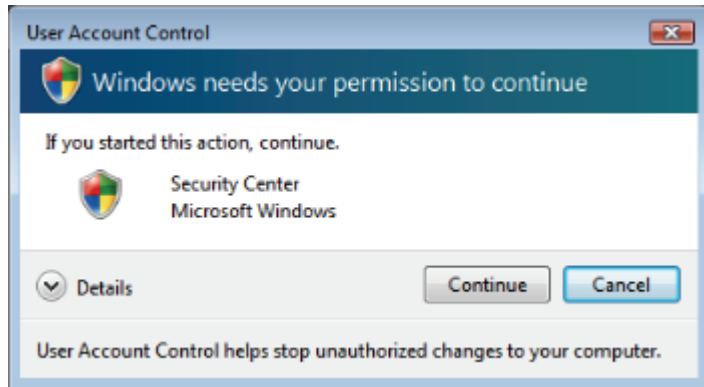 User Account Control
Windows needs your permission to continue
If you started this action, continue.
Security Center
Microsoft Windows
Details
Continue
Cancel
User Account Control helps stop unauthorized changes to your computer.